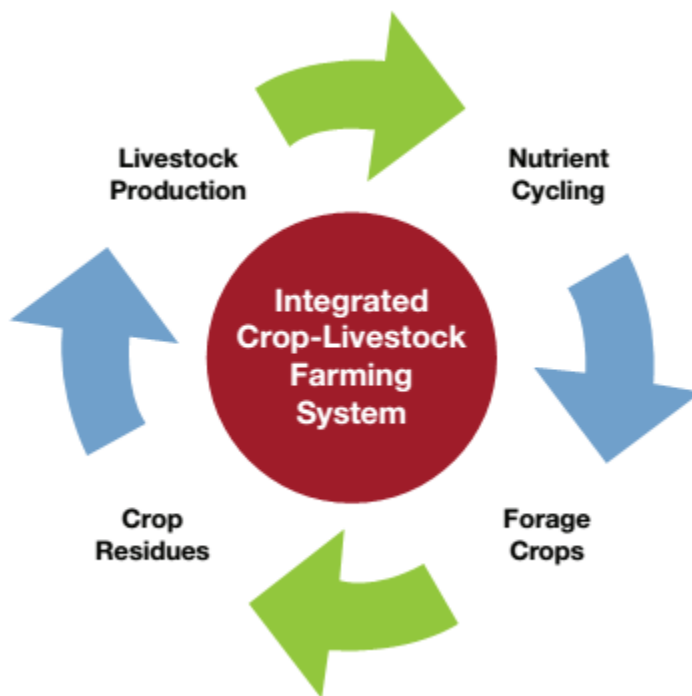 Livestock
Production
Nutrient
Cycling
Integrated
Crop-Livestock
Farming
System
Crop
Residues
Forage
Crops